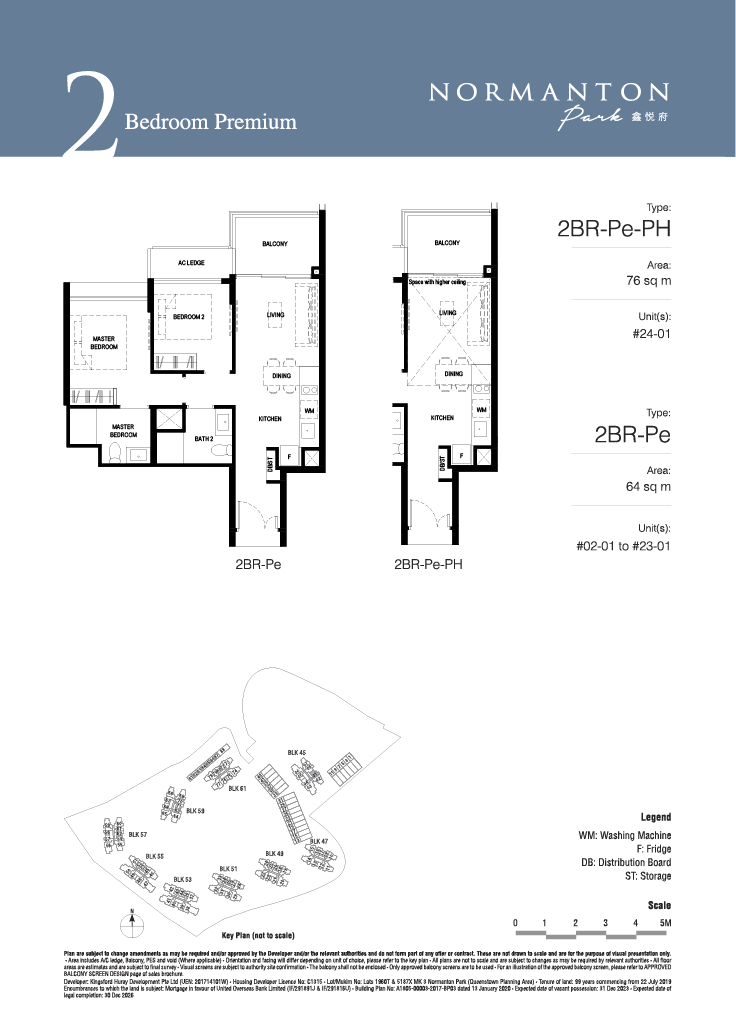 2
Bedroom Premium
NORMANTON
Park 鑫悦府
Type:
2BR-Pe-PH
Area:
76 sq m
Unit(s):
#24-01
Type:
2BR-Pe
Area:
64 sq m
Unit(s):
#02-01 to #23-01
BALCONY
AC LEDGE
BEDROOM 2
LIVING
MASTER
BEDROOM
DINING
WM
KITCHEN
MASTER
BEDROOM
BATH 2
DB/ST
F
2BR-Pe
BALCONY
Space with higher ceiling
LIVING
DINING
WM
KITCHEN
DB/ST
F
2BR-Pe-PH
BLK 45
BLK 61
BLK 59
BLK 57
BLK 47
BLK 49
BLK 55
BLK 51
BLK 53
N
Key Plan (not to scale)
Legend
WM: Washing Machine
F: Fridge
DB: Distribution Board
ST: Storage
Scale
0 1 2 3 4 5M
Plan are subject to change amendments as may be required and/or approved by the Developer and/or the relevant authorities and do not form part of any offer or contract. These are not drawn to scale and are for the purpose of visual presentation only.
- Area includes A/C ledge, Balcony, PES and void (Where applicable) - Orientation and facing will differ depending on unit of choice, please refer to the key plan - All plans are not to scale and are subject to changes as may be required by relevant authorities - All floor
areas are estimates and are subject to final survey - Visual screens are subject to authority site confirmation - The balcony shall not be enclosed - Only approved balcony screens are to be used - For an illustration of the approved balcony screen, please refer to APPROVED
BALCONY SCREEN DESIGN page of sales brochure.
Developer: Kingsford Huray Development Pte Ltd (UEN: 201714101W) - Housing Developer Licence No: C1315 - Lot/Mukim No: Lots 1960T & 5187X MK 3 Normanton Park (Queenstown Planning Area) - Tenure of land: 99 years commencing from 22 July 2019
Encumbrances to which the land is subject: Mortgage in favour of United Overseas Bank Limited (IF/291891J & IF/291819U) - Building Plan No: A1805-00003-2017-BP03 dated 13 January 2020 - Expected date of vacant possession: 31 Dec 2023 - Expected date of
legal completion: 30 Dec 2026